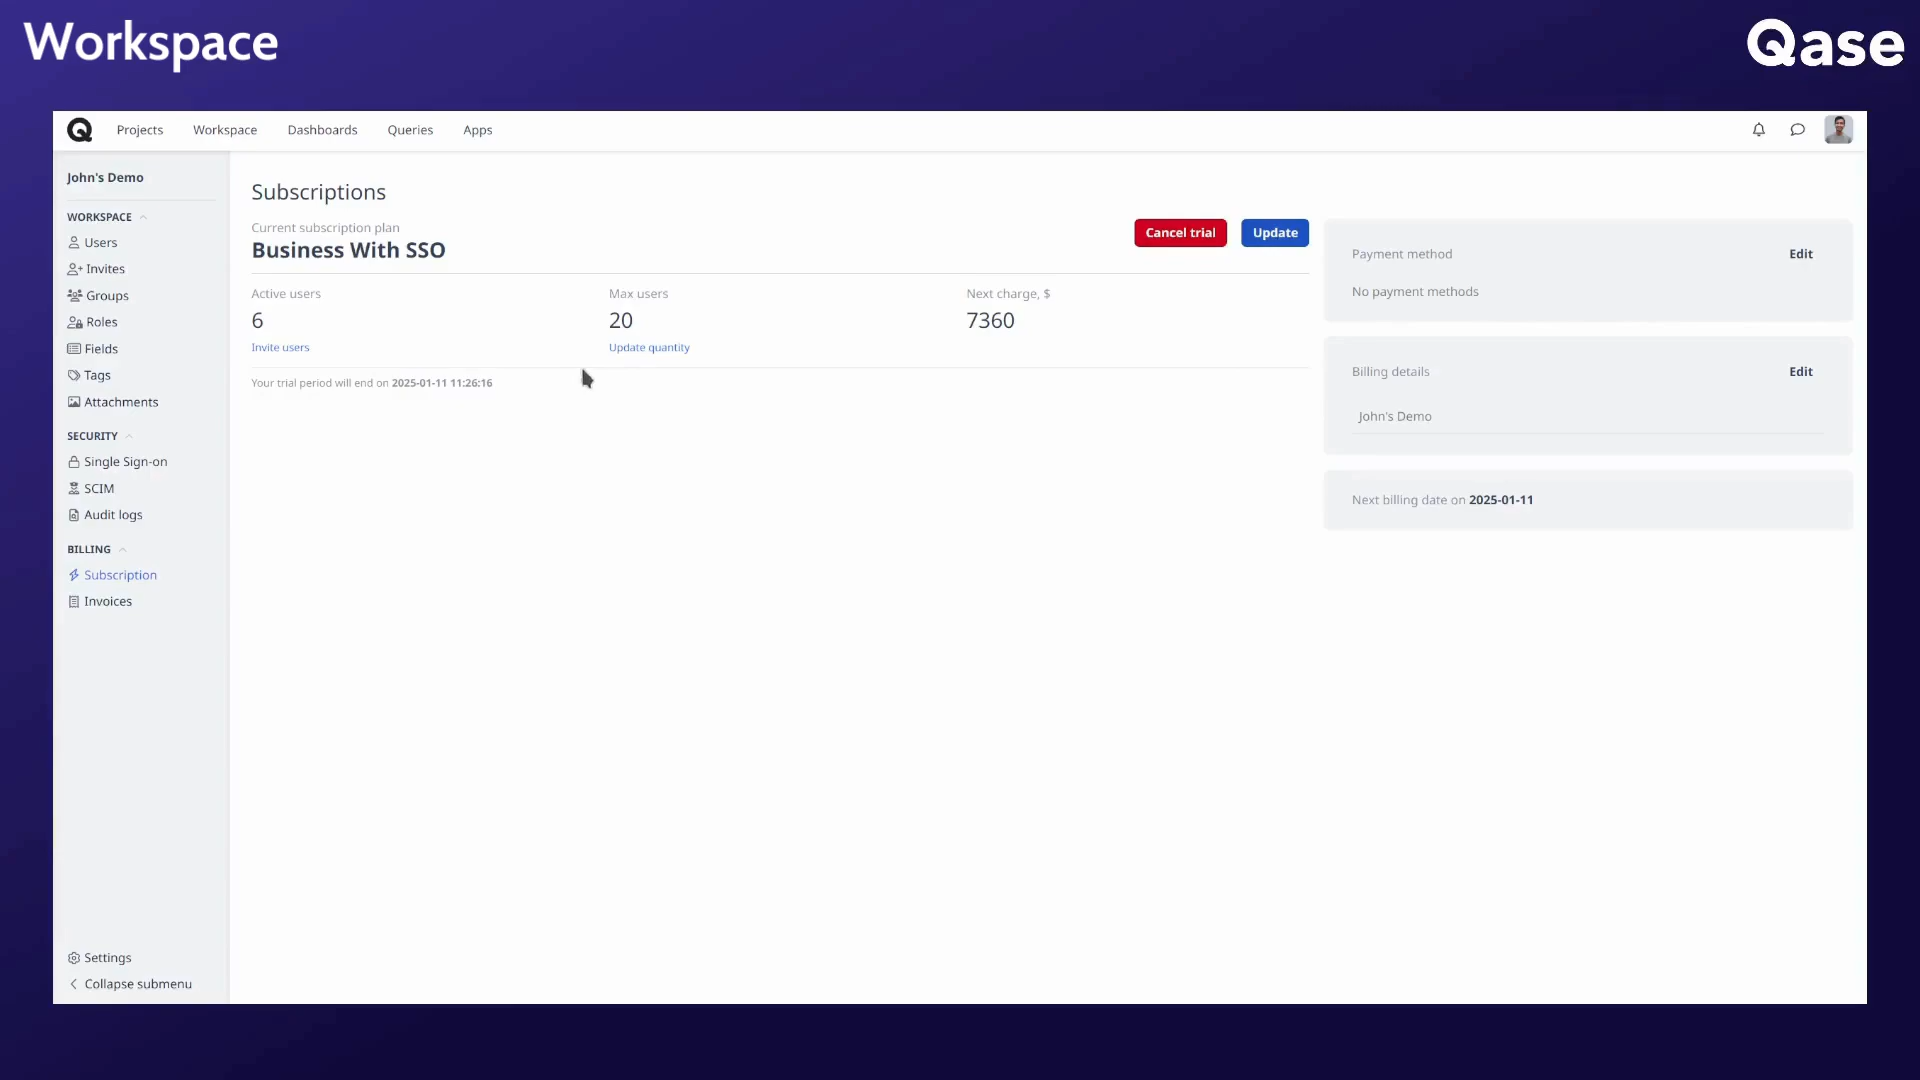 Workspace
Qase
Projects
Workspace
Dashboards
Queries
Apps
John's Demo
WORKSPACE
Users
Invites
Groups
Roles
Fields
Tags
Attachments
SECURITY
Single Sign-on
SCIM
Audit logs
BILLING
Subscription
Invoices
Settings
Collapse submenu
Subscriptions
Current subscription plan
Business With SSO
Cancel trial
Update
Active users
6
Invite users
Max users
20
Update quantity
Next charge, $
7360
Your trial period will end on 2025-01-11 11:26:16
Payment method
Edit
No payment methods
Billing details
Edit
John's Demo
Next billing date on 2025-01-11